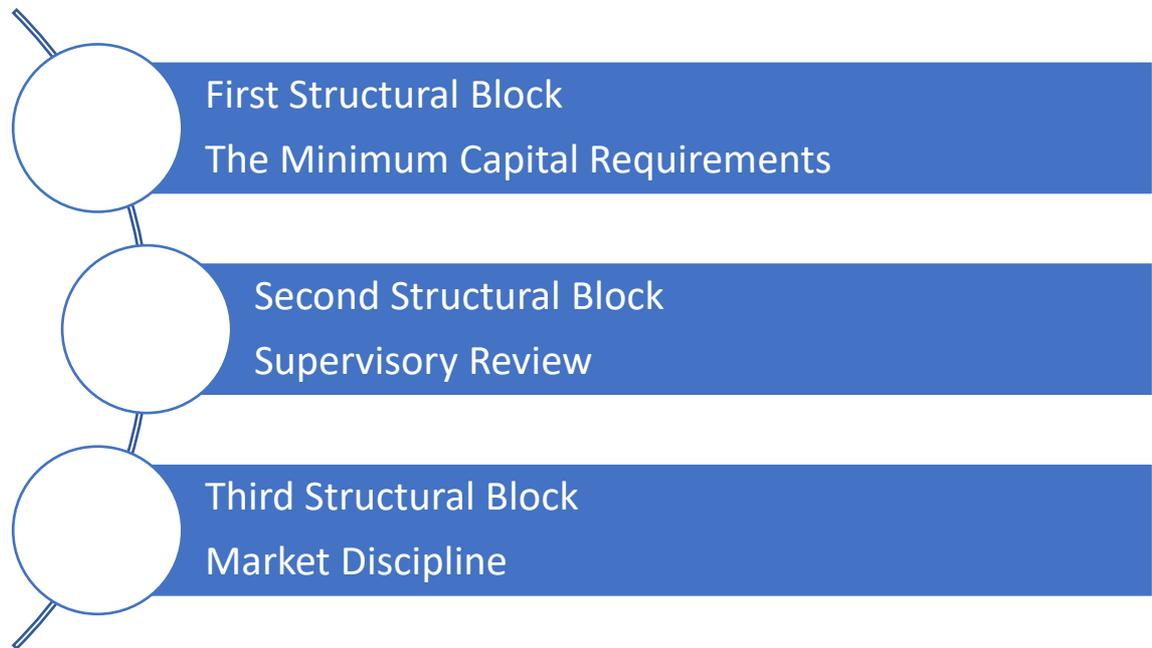 First Structural Block
The Minimum Capital Requirements
Second Structural Block
Supervisory Review
Third Structural Block
Market Discipline